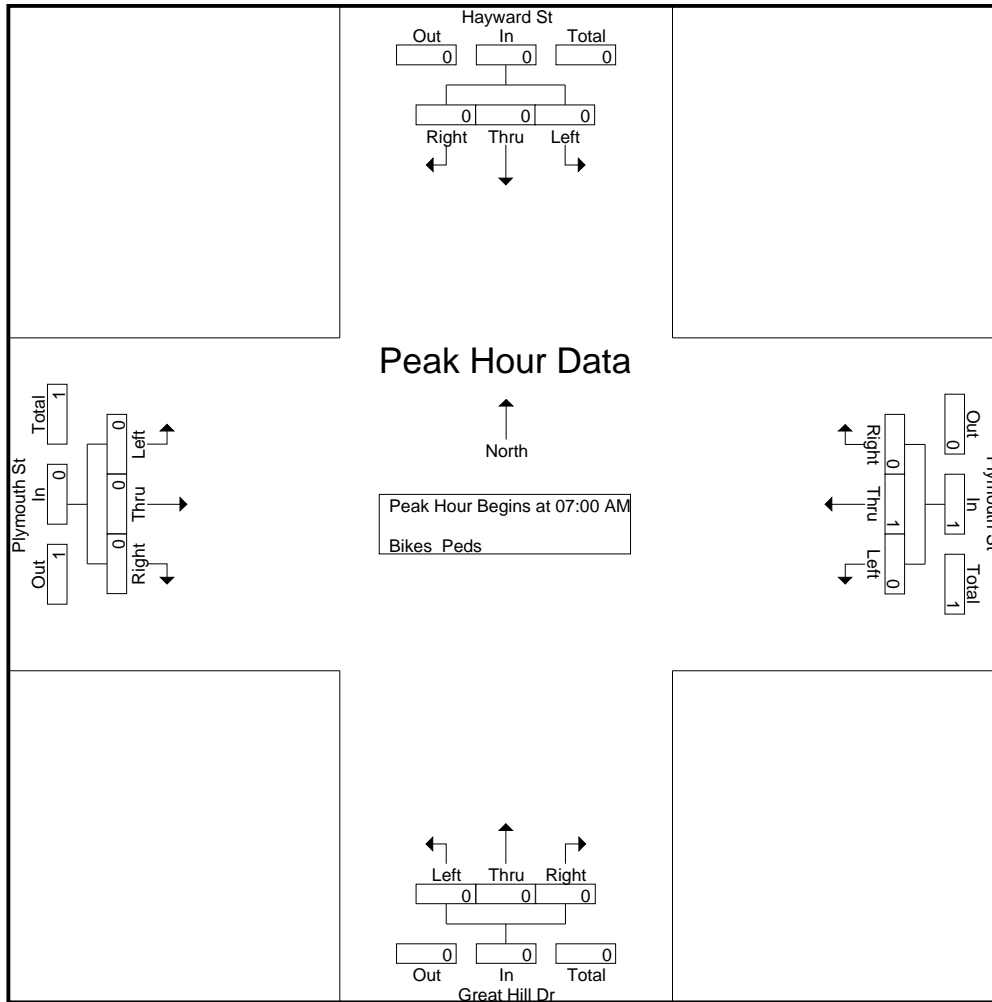 Hayward St
Out In Total
0 0 0
0 0 0
Right Thru Left
Peak Hour Data
North
Peak Hour Begins at 07:00 AM
Bikes Peds
Plymouth St
Out In Total
1 0 1
Right Thru Left
0 0 0
Plymouth St
Out In Total
0 1 1
Right Thru Left
0 1 0
Left Thru Right
0 0 0
0 0 0
Out In Total
Great Hill Dr